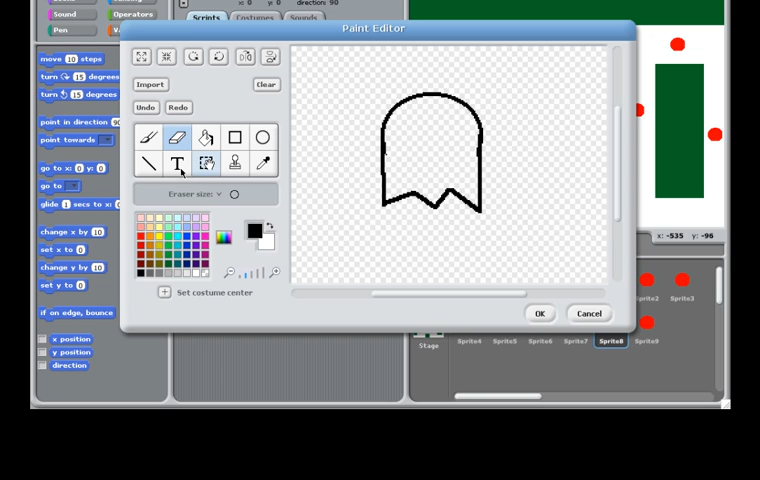 Sound
Operators
Pen
x: 0 y: 0 direction: 90
Scripts Costumes Sounds
Paint Editor
Import
Clear
Undo
Redo
T
Eraser size:
Set costume center
OK
Cancel
move 10 steps
turn 15 degrees
turn 15 degrees
point in direction 90
point towards
go to x: 0 y: 0
go to
glide 1 secs to x:
change x by 10
set x to 0
change y by 10
set y to 0
if on edge, bounce
x position
y position
direction
x: -535 y: -96
Sprite2 Sprite3
Sprite4 Sprite5 Sprite6 Sprite7 Sprite8 Sprite9
Stage